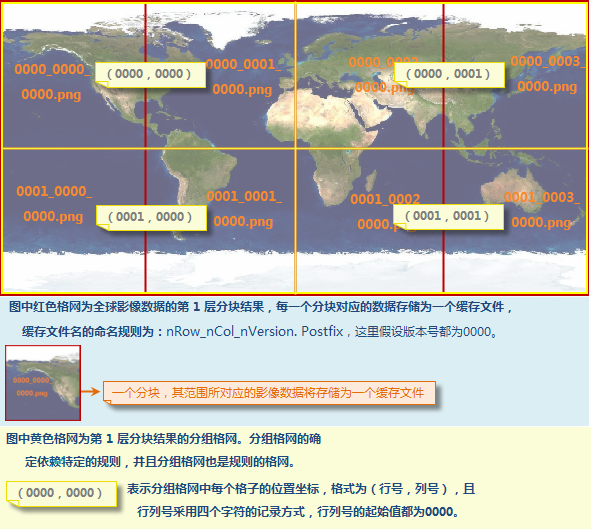 0000_0000_
0000.png
（0000，0000）
0000_0001_
0000.png
0000_0002_
0000.png
（0000，0001）
0000_0003_
0000.png
0001_0000_
0000.png
（0001，0000）
0001_0001_
0000.png
0001_0002_
0000.png
（0001，0001）
0001_0003_
0000.png
图中红色格网为全球影像数据的第 1 层分块结果，每一个分块对应的数据存储为一个缓存文件，
缓存文件名的命名规则为：nRow_nCol_nVersion. Postfix，这里假设版本号都为0000。
0000_0000_
0000.png
一个分块，其范围所对应的影像数据将存储为一个缓存文件
图中黄色格网为第 1 层分块结果的分组格网。分组格网的确
定依赖特定的规则，并且分组格网也是规则的格网。
（0000，0000）
表示分组格网中每个格子的位置坐标，格式为（行号，列号），且
行列号采用四个字符的记录方式，行列号的起始值都为0000。